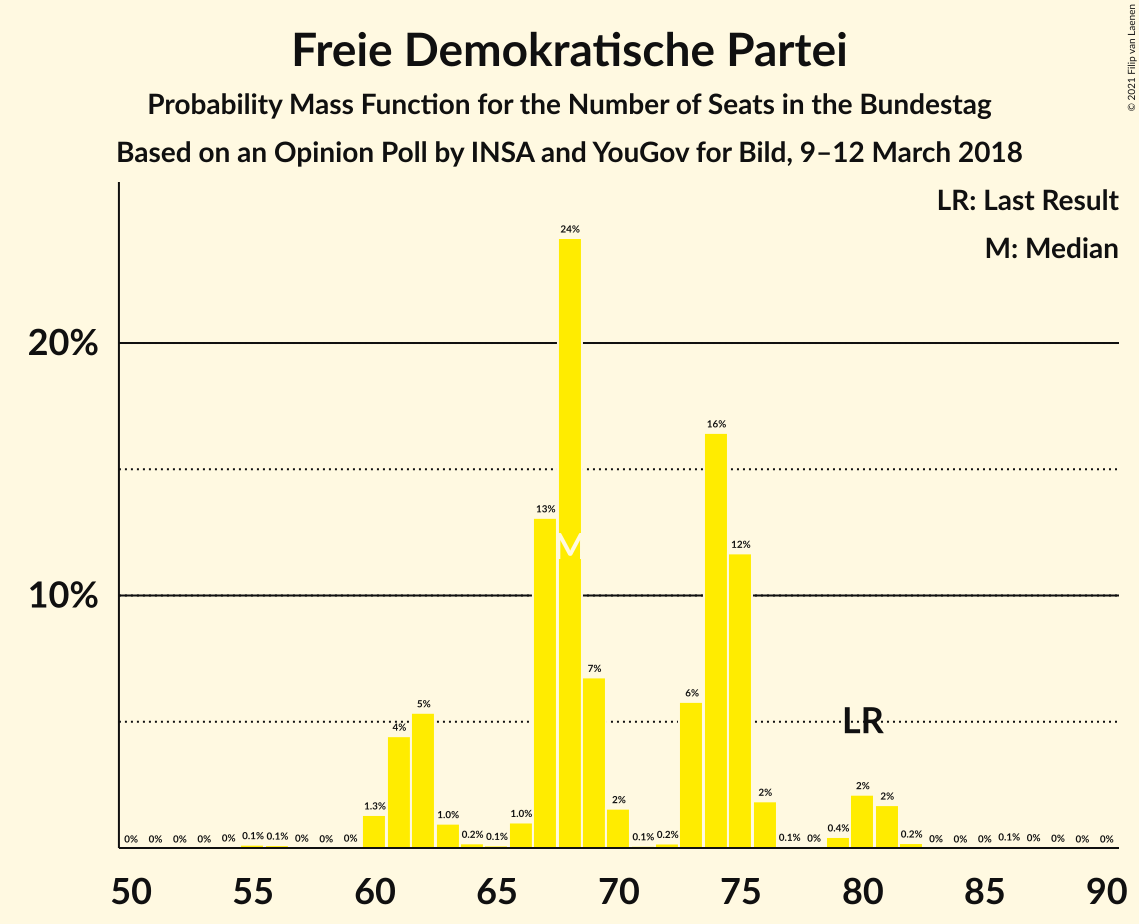 © 2021 Filip van Laenen
Freie Demokratische Partei
Probability Mass Function for the Number of Seats in the Bundestag
Based on an Opinion Poll by INSA and YouGov for Bild, 9–12 March 2018
LR: Last Result
M: Median
20%
10%
0% 0% 0% 0% 0% 0.1% 0.1% 0% 0% 0% 1.3% 4% 5% 1.0% 0.2% 0.1% 1.0% 13% 24% 7% 2% 0.1% 0.2% 6% 16% 12% 2% 0.1% 0% 0.4% 2% 2% 0.2% 0% 0% 0% 0.1% 0% 0% 0% 0%
M
LR
50 55 60 65 70 75 80 85 90